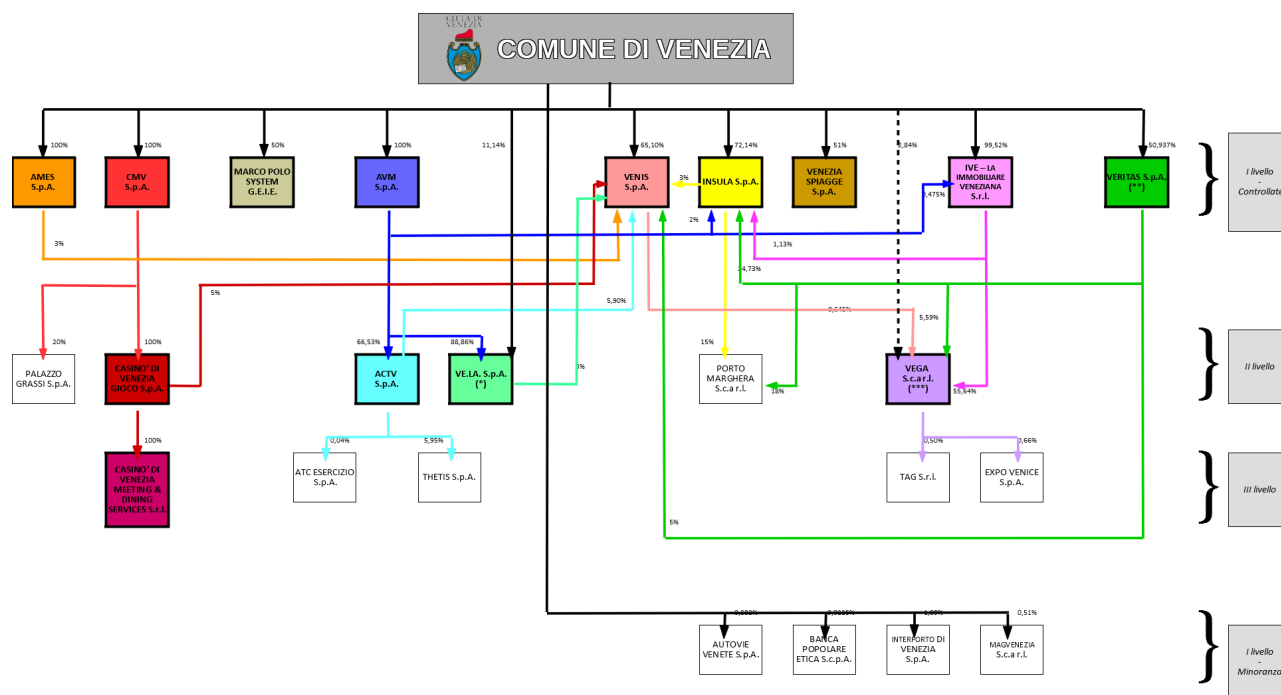 CITTA' DI
VENEZIA
COMUNE DI VENEZIA
100%
100%
50%
100%
11,14%
65,10%
72,14%
51%
99,52%
50,937%
AMES
S.p.A.
CMV
S.p.A.
MARCO POLO
SYSTEM
G.E.I.E.
AVM
S.p.A.
VENIS
S.p.A.
3%
INSULA S.p.A.
VENEZIA
SPIAGGE
S.p.A.
0,475%
IVE – LA
IMMOBILIARE
VENEZIANA
S.r.l.
VERITAS S.p.A.
(**)
I livello
-
Controllate
2%
3%
1,13%
5%
5,90%
5,59%
20%
100%
66,53%
88,86%
15%
PALAZZO
GRASSI S.p.A.
CASINO' DI
VENEZIA
GIOCO S.p.A.
ACTV
S.p.A.
VE.LA. S.p.A.
(*)
PORTO
MARGHERA
S.c.a r.l.
18%
VEGA
S.c.a r.l.
(***)
55,64%
II livello
100%
0,04%
5,95%
0,50%
0,66%
CASINO' DI
VENEZIA
MEETING &
DINING
SERVICES S.r.l.
ATC ESERCIZIO
S.p.A.
THETIS S.p.A.
TAG S.r.l.
EXPO VENICE
S.p.A.
III livello
5%
0,51%
AUTOVIE
VENETE S.p.A.
BANCA
POPOLARE
ETICA S.c.p.A.
INTERPORTO DI
VENEZIA
S.p.A.
MAGVENEZIA
S.c.a r.l.
I livello
-
Minoranza